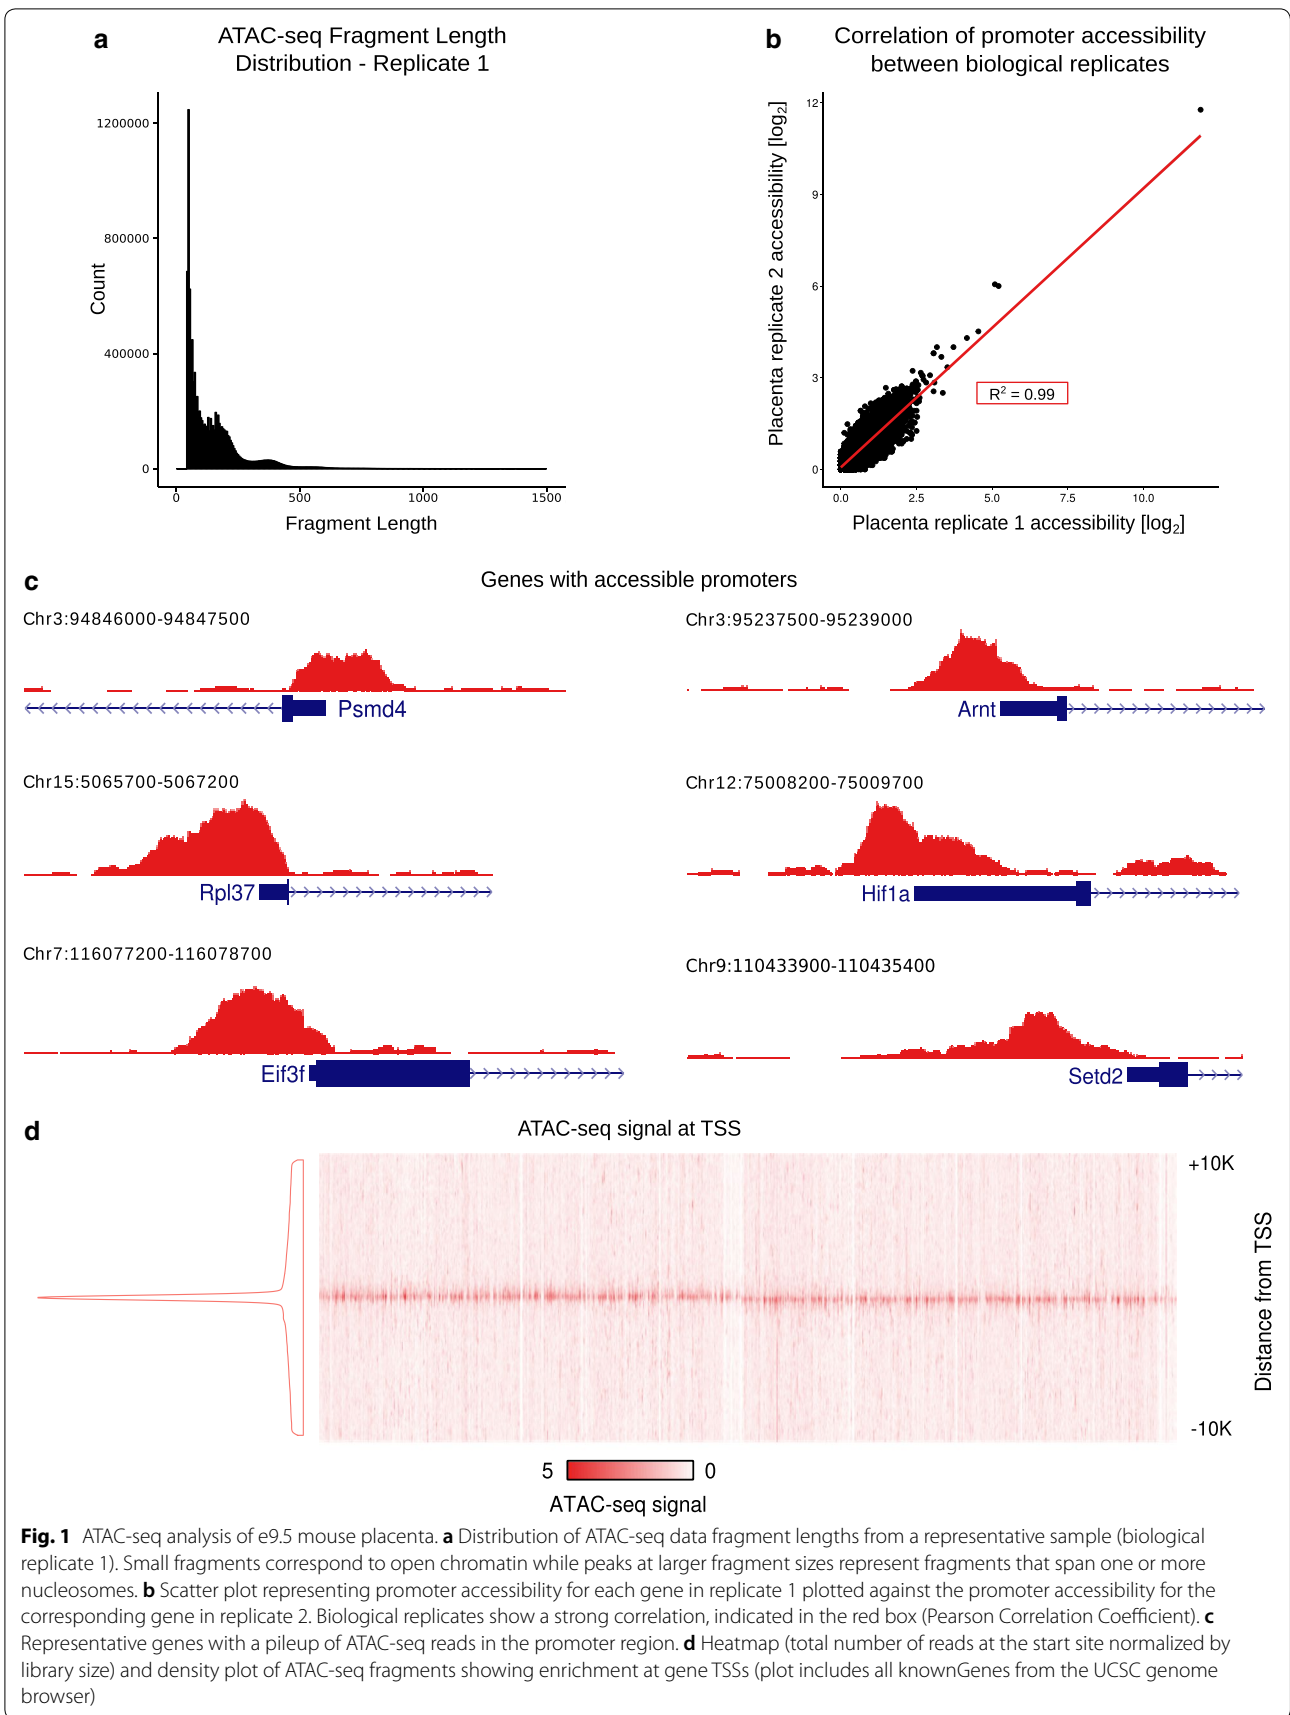 a
ATAC-seq Fragment Length
Distribution - Replicate 1
Count
1200000
800000
400000
0
0 500 1000 1500
Fragment Length
b
Correlation of promoter accessibility
between biological replicates
Placenta replicate 2 accessibility [log2]
12
9
6
3
0
R² = 0.99
0.0 2.5 5.0 7.5 10.0
Placenta replicate 1 accessibility [log2]
c
Genes with accessible promoters
Chr3:94846000-94847500
Psmd4
Chr3:95237500-95239000
Arnt
Chr15:5065700-5067200
Rpl37
Chr12:75008200-75009700
Hif1a
Chr7:116077200-116078700
Eif3f
Chr9:110433900-110435400
Setd2
d
ATAC-seq signal at TSS
+10K
Distance from TSS
-10K
5 0
ATAC-seq signal
Fig. 1 ATAC-seq analysis of e9.5 mouse placenta. a Distribution of ATAC-seq data fragment lengths from a representative sample (biological
replicate 1). Small fragments correspond to open chromatin while peaks at larger fragment sizes represent fragments that span one or more
nucleosomes. b Scatter plot representing promoter accessibility for each gene in replicate 1 plotted against the promoter accessibility for the
corresponding gene in replicate 2. Biological replicates show a strong correlation, indicated in the red box (Pearson Correlation Coefficient). c
Representative genes with a pileup of ATAC-seq reads in the promoter region. d Heatmap (total number of reads at the start site normalized by
library size) and density plot of ATAC-seq fragments showing enrichment at gene TSSs (plot includes all knownGenes from the UCSC genome
browser)